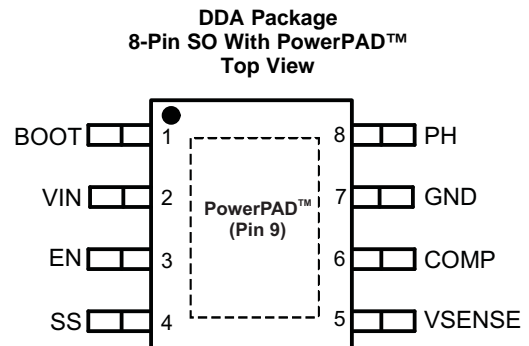 DDA Package
8-Pin SO With PowerPAD™
Top View
BOOT 1 8 PH
VIN 2 PowerPAD™ 7 GND
(Pin 9)
EN 3 6 COMP
SS 4 5 VSENSE